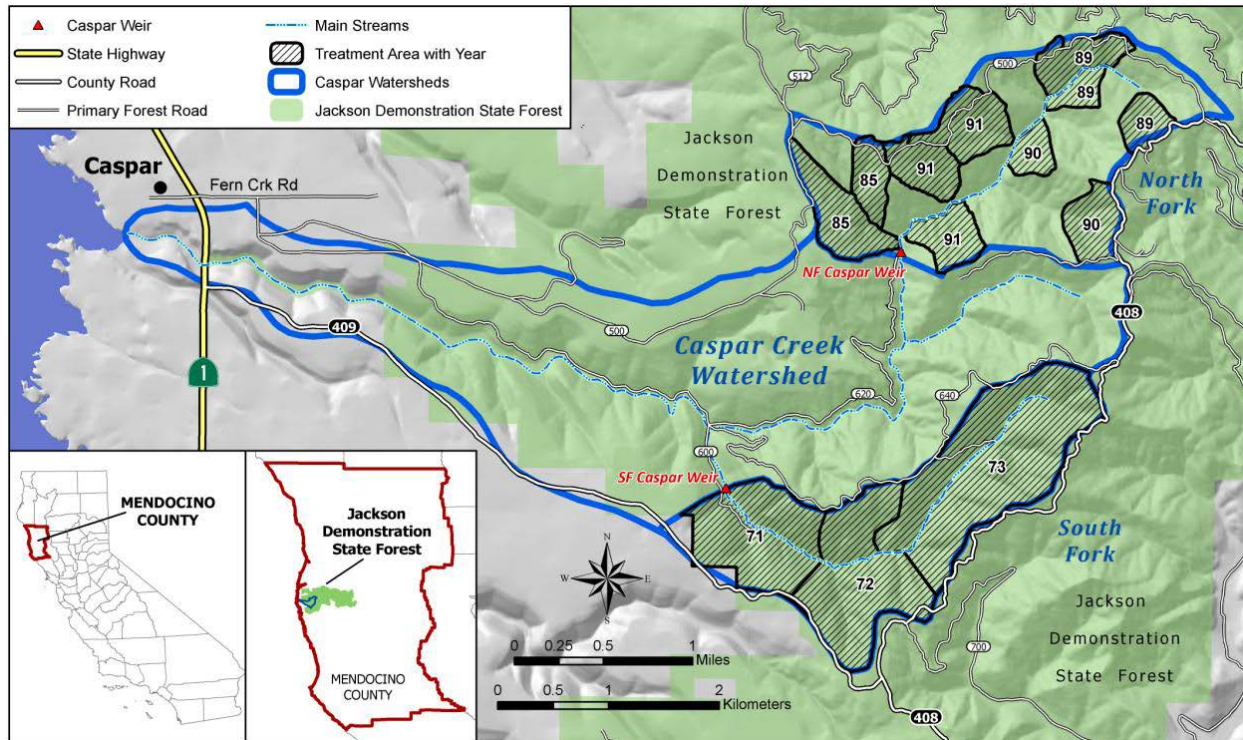 Caspar Weir
State Highway
County Road
Primary Forest Road
Main Streams
Treatment Area with Year
Caspar Watersheds
Jackson Demonstration State Forest
Caspar
Fern Crk Rd
1
409
500
512
Jackson
Demonstration
State Forest
500
89
89
89
91
91
91
90
90
85
85
North
Fork
NF Caspar Weir
408
Caspar Creek
Watershed
620
640
600
SF Caspar Weir
71
72
73
South
Fork
Jackson
Demonstration
State Forest
700
408
MENDOCINO
COUNTY
Jackson
Demonstration
State Forest
MENDOCINO
COUNTY
N
W E
S
0 0.25 0.5 1
Miles
0 0.5 1 2
Kilometers